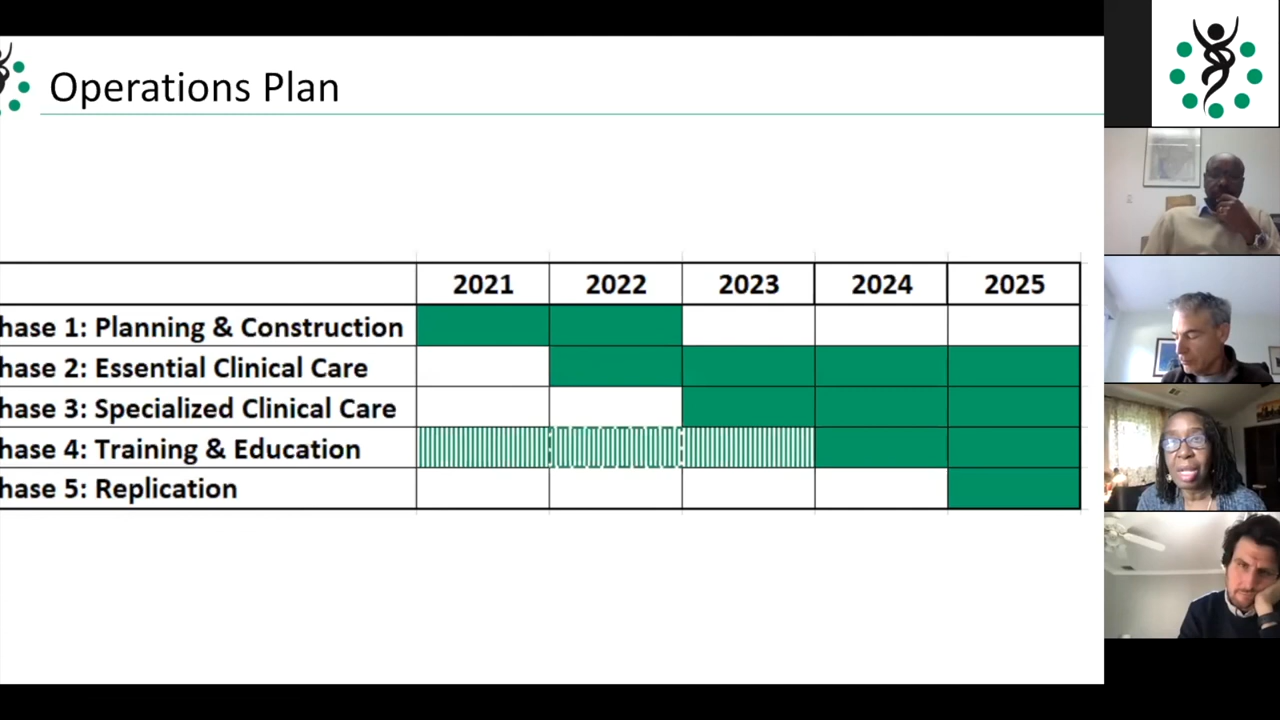 Operations Plan
2021 2022 2023 2024 2025
hase 1: Planning & Construction
hase 2: Essential Clinical Care
hase 3: Specialized Clinical Care
hase 4: Training & Education
hase 5: Replication